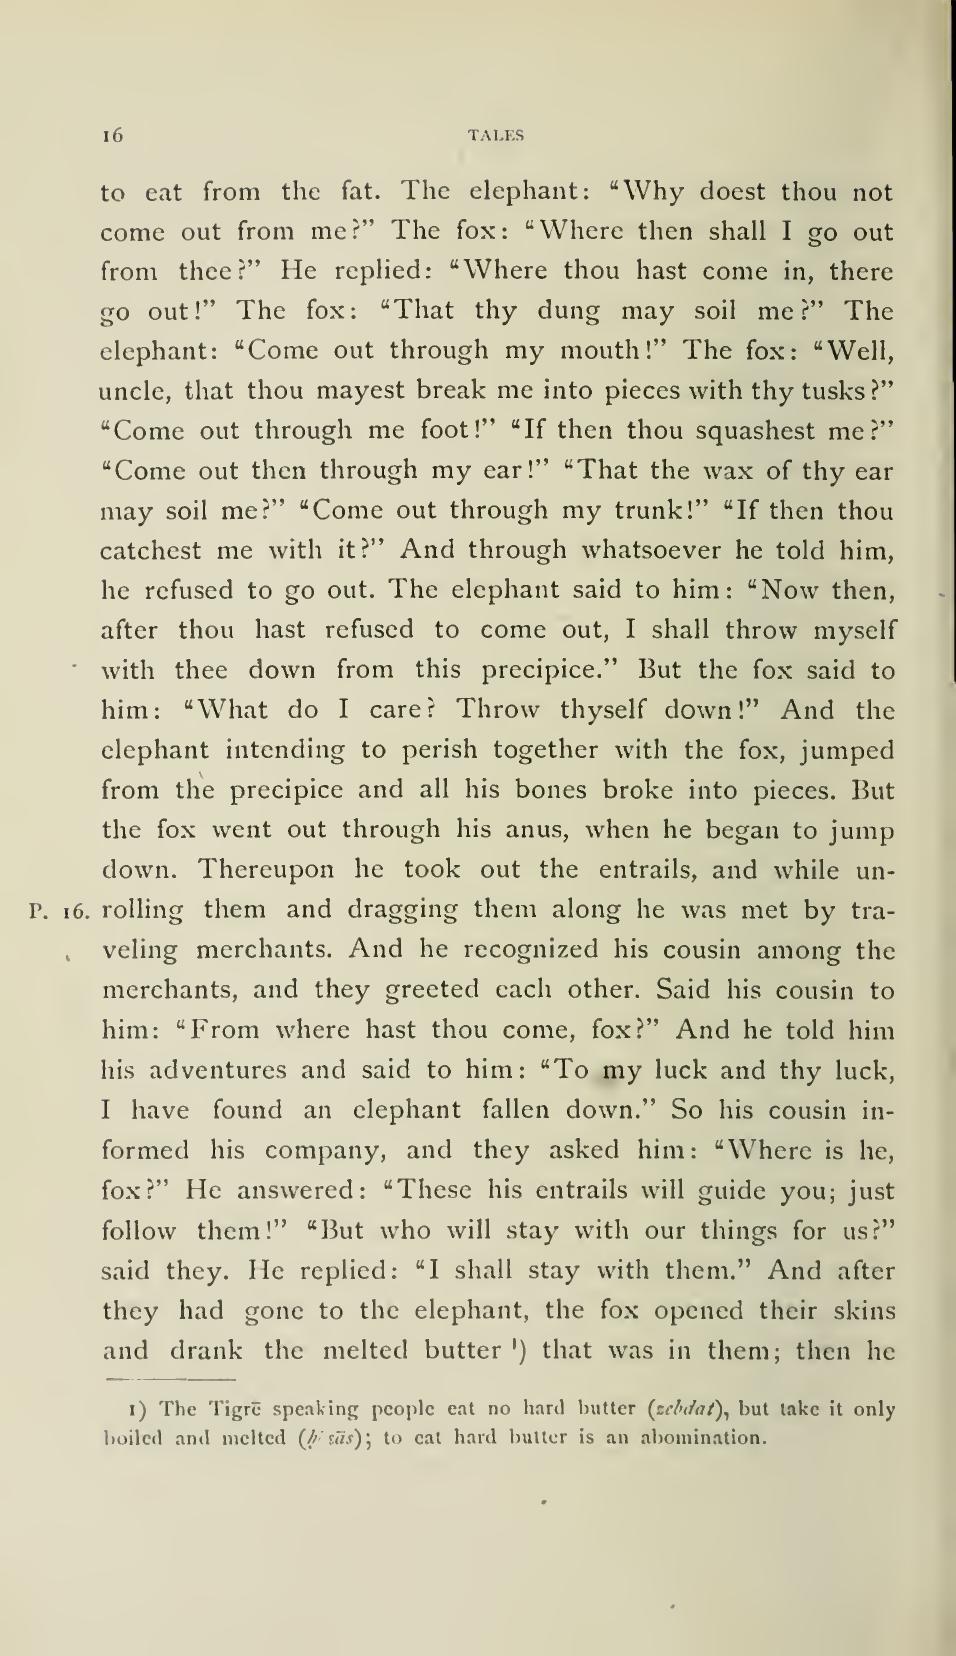 16 TALES
to eat from the fat. The elephant: “Why doest thou not
come out from me?” The fox: “Where then shall I go out
from thee?” He replied: “Where thou hast come in, there
go out!” The fox: “That thy dung may soil me?” The
elephant: “Come out through my mouth!” The fox: “Well,
uncle, that thou mayest break me into pieces with thy tusks?”
“Come out through me foot!” “If then thou squashest me?”
“Come out then through my ear!” “That the wax of thy ear
may soil me?” “Come out through my trunk!” “If then thou
catchest me with it?” And through whatsoever he told him,
he refused to go out. The elephant said to him: “Now then,
after thou hast refused to come out, I shall throw myself
with thee down from this precipice.” But the fox said to
him: “What do I care? Throw thyself down!” And the
elephant intending to perish together with the fox, jumped
from the precipice and all his bones broke into pieces. But
the fox went out through his anus, when he began to jump
down. Thereupon he took out the entrails, and while un-
P. 16. rolling them and dragging them along he was met by tra-
veling merchants. And he recognized his cousin among the
merchants, and they greeted each other. Said his cousin to
him: “From where hast thou come, fox?” And he told him
his adventures and said to him: “To my luck and thy luck,
I have found an elephant fallen down.” So his cousin in-
formed his company, and they asked him: “Where is he,
fox?” He answered: “These his entrails will guide you; just
follow them!” “But who will stay with our things for us?”
said they. He replied: “I shall stay with them.” And after
they had gone to the elephant, the fox opened their skins
and drank the melted butter ¹) that was in them; then he
1) The Tigrē speaking people eat no hard butter (zebdat), but take it only
boiled and melted (); to eat hard butter is an abomination.